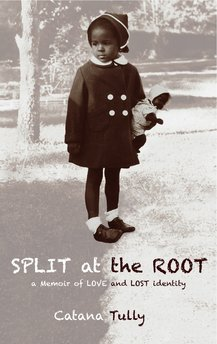 SPLIT at the ROOT
a Memoir of LOVE and LOST identity
Catana Tully